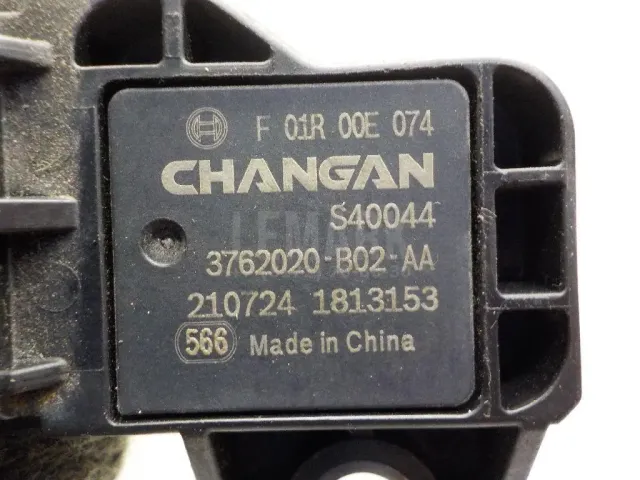 F 01R 00E 074
CHANGAN
S40044
3762020-B02-AA
210724 1813153
566 Made in China